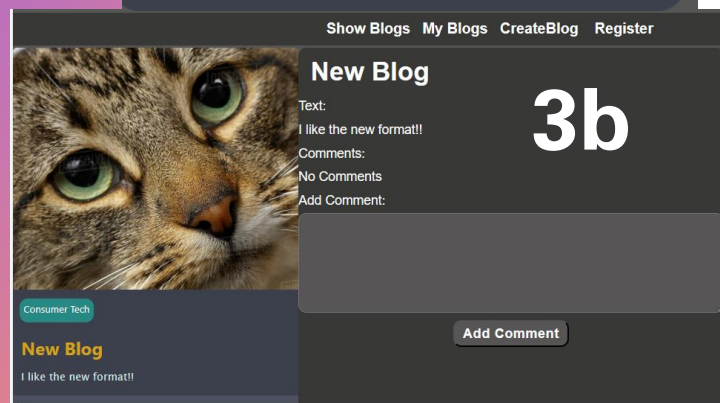 Show Blogs My Blogs CreateBlog Register
New Blog
3b
Text:
I like the new format!!
Comments:
No Comments
Add Comment:
Add Comment
Consumer Tech
New Blog
I like the new format!!